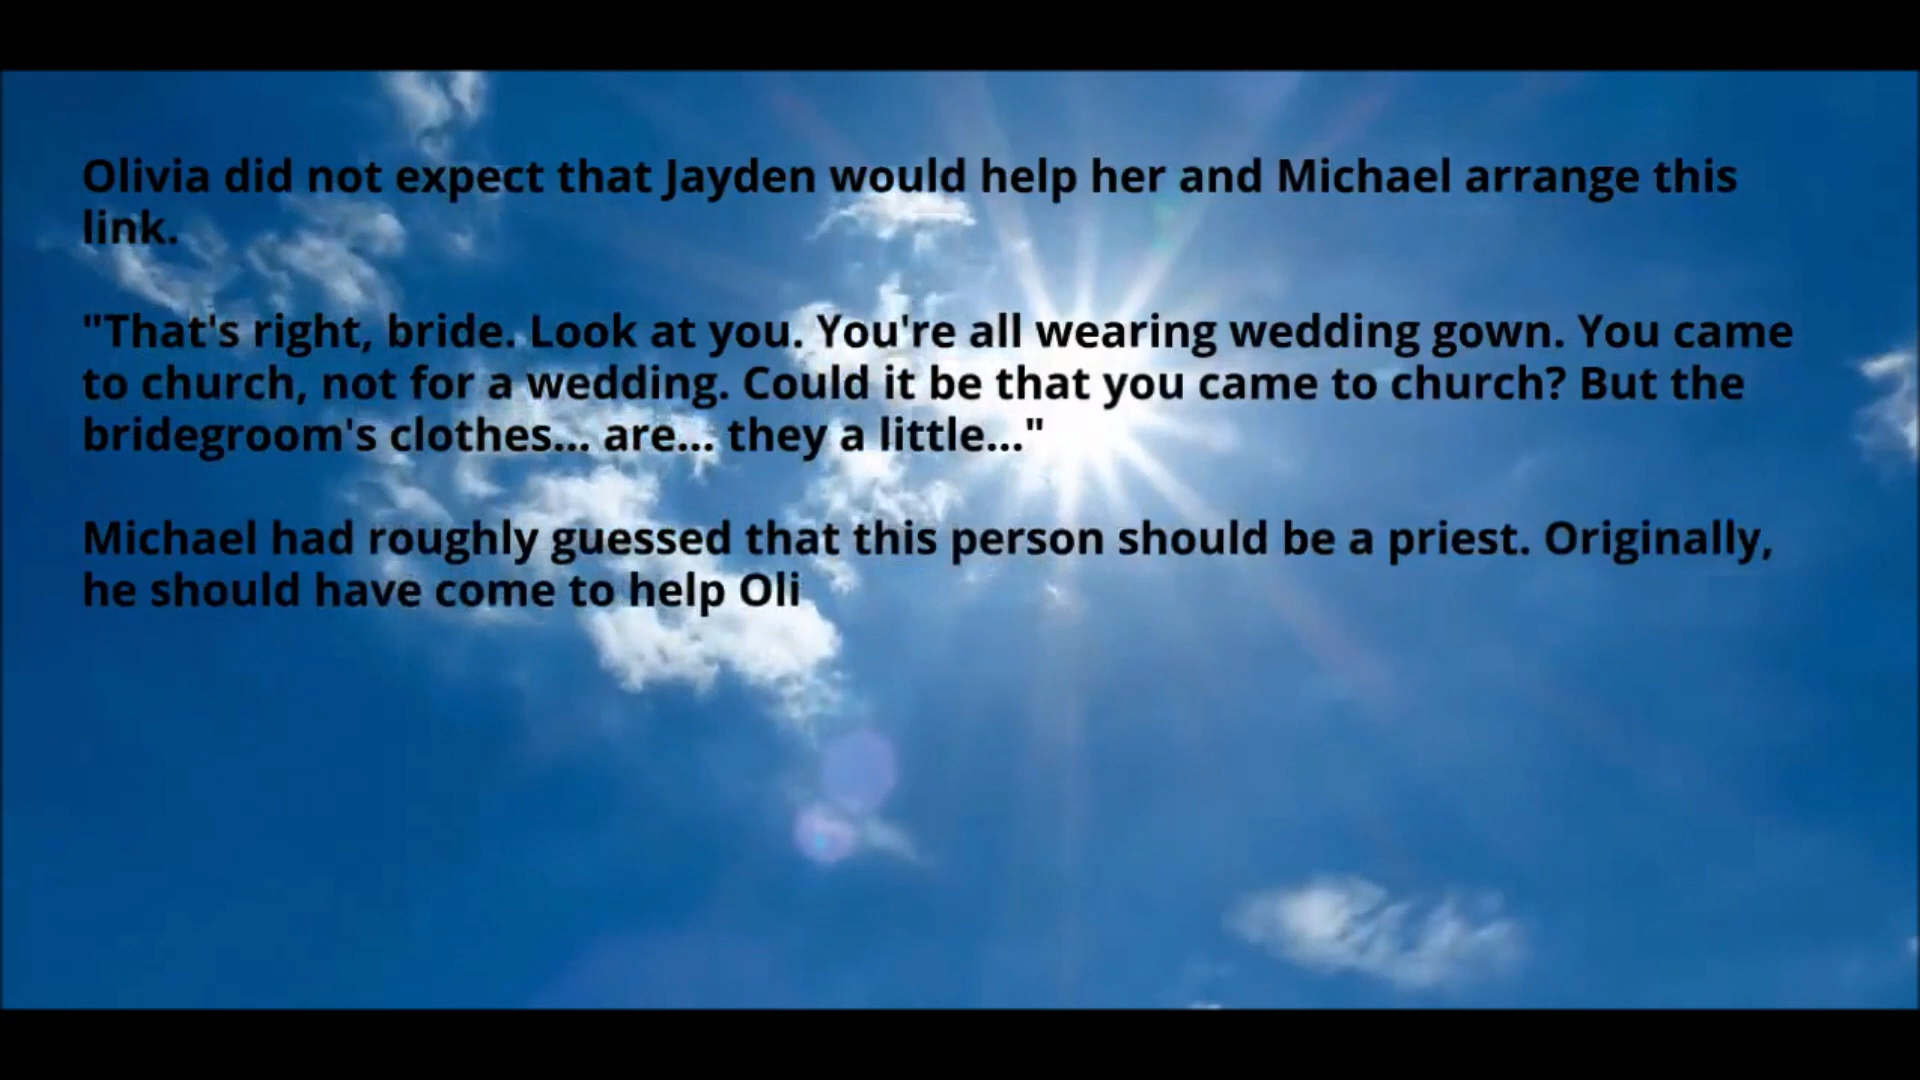 Olivia did not expect that Jayden would help her and Michael arrange this
link.
"That's right, bride. Look at you. You're all wearing wedding gown. You came
to church, not for a wedding. Could it be that you came to church? But the
bridegroom's clothes... are... they a little..."
Michael had roughly guessed that this person should be a priest. Originally,
he should have come to help Oli